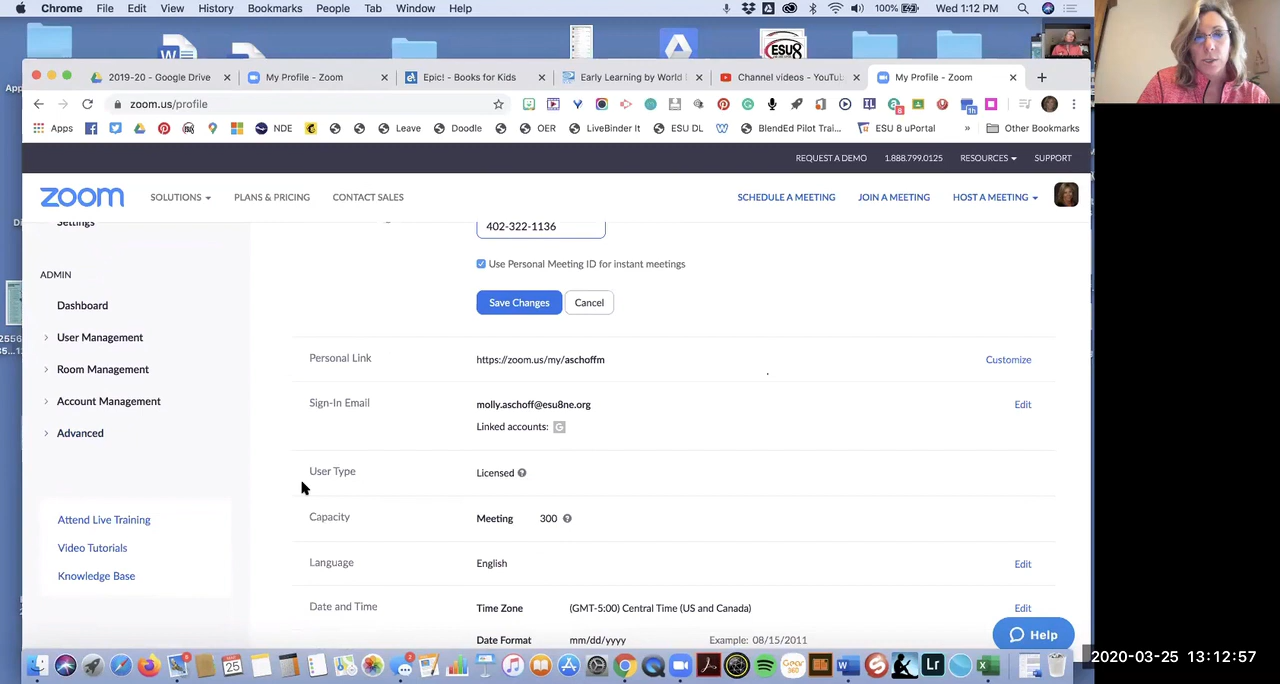 Chrome File Edit View History Bookmarks People Tab Window Help 100% Wed 1:12 PM
2019-20 - Google Drive My Profile - Zoom Epic! - Books for Kids Early Learning by World Channel videos - YouTu My Profile - Zoom
zoom.us/profile
Apps NDE Leave Doodle OER LiveBinder It ESU DL BlendEd Pilot Trai... ESU 8 uPortal » Other Bookmarks
REQUEST A DEMO 1.888.799.0125 RESOURCES SUPPORT
zoom SOLUTIONS PLANS & PRICING CONTACT SALES SCHEDULE A MEETING JOIN A MEETING HOST A MEETING
Settings
402-322-1136
Use Personal Meeting ID for instant meetings
ADMIN
Save Changes Cancel
Dashboard
User Management
Personal Link https://zoom.us/my/aschoffm Customize
Room Management
Account Management
Sign-In Email molly.aschoff@esu8ne.org Edit
Linked accounts: G
Advanced
User Type Licensed
Attend Live Training
Capacity Meeting 300
Video Tutorials
Language English Edit
Knowledge Base
Date and Time Time Zone (GMT-5:00) Central Time (US and Canada) Edit
Date Format mm/dd/yyyy Example: 08/15/2011
Help
2020-03-25 13:12:57